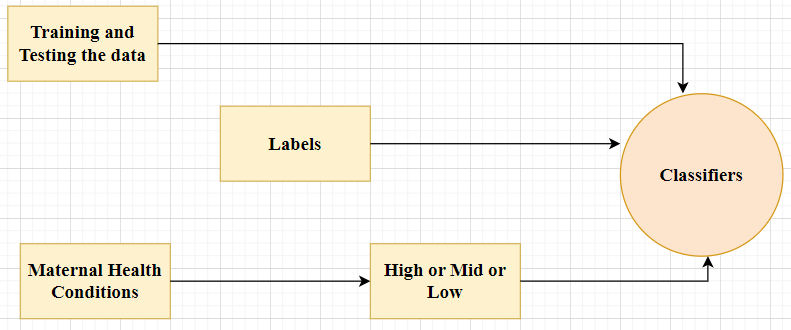 Training and
Testing the data
Labels
Classifiers
Maternal Health
Conditions
High or Mid or
Low